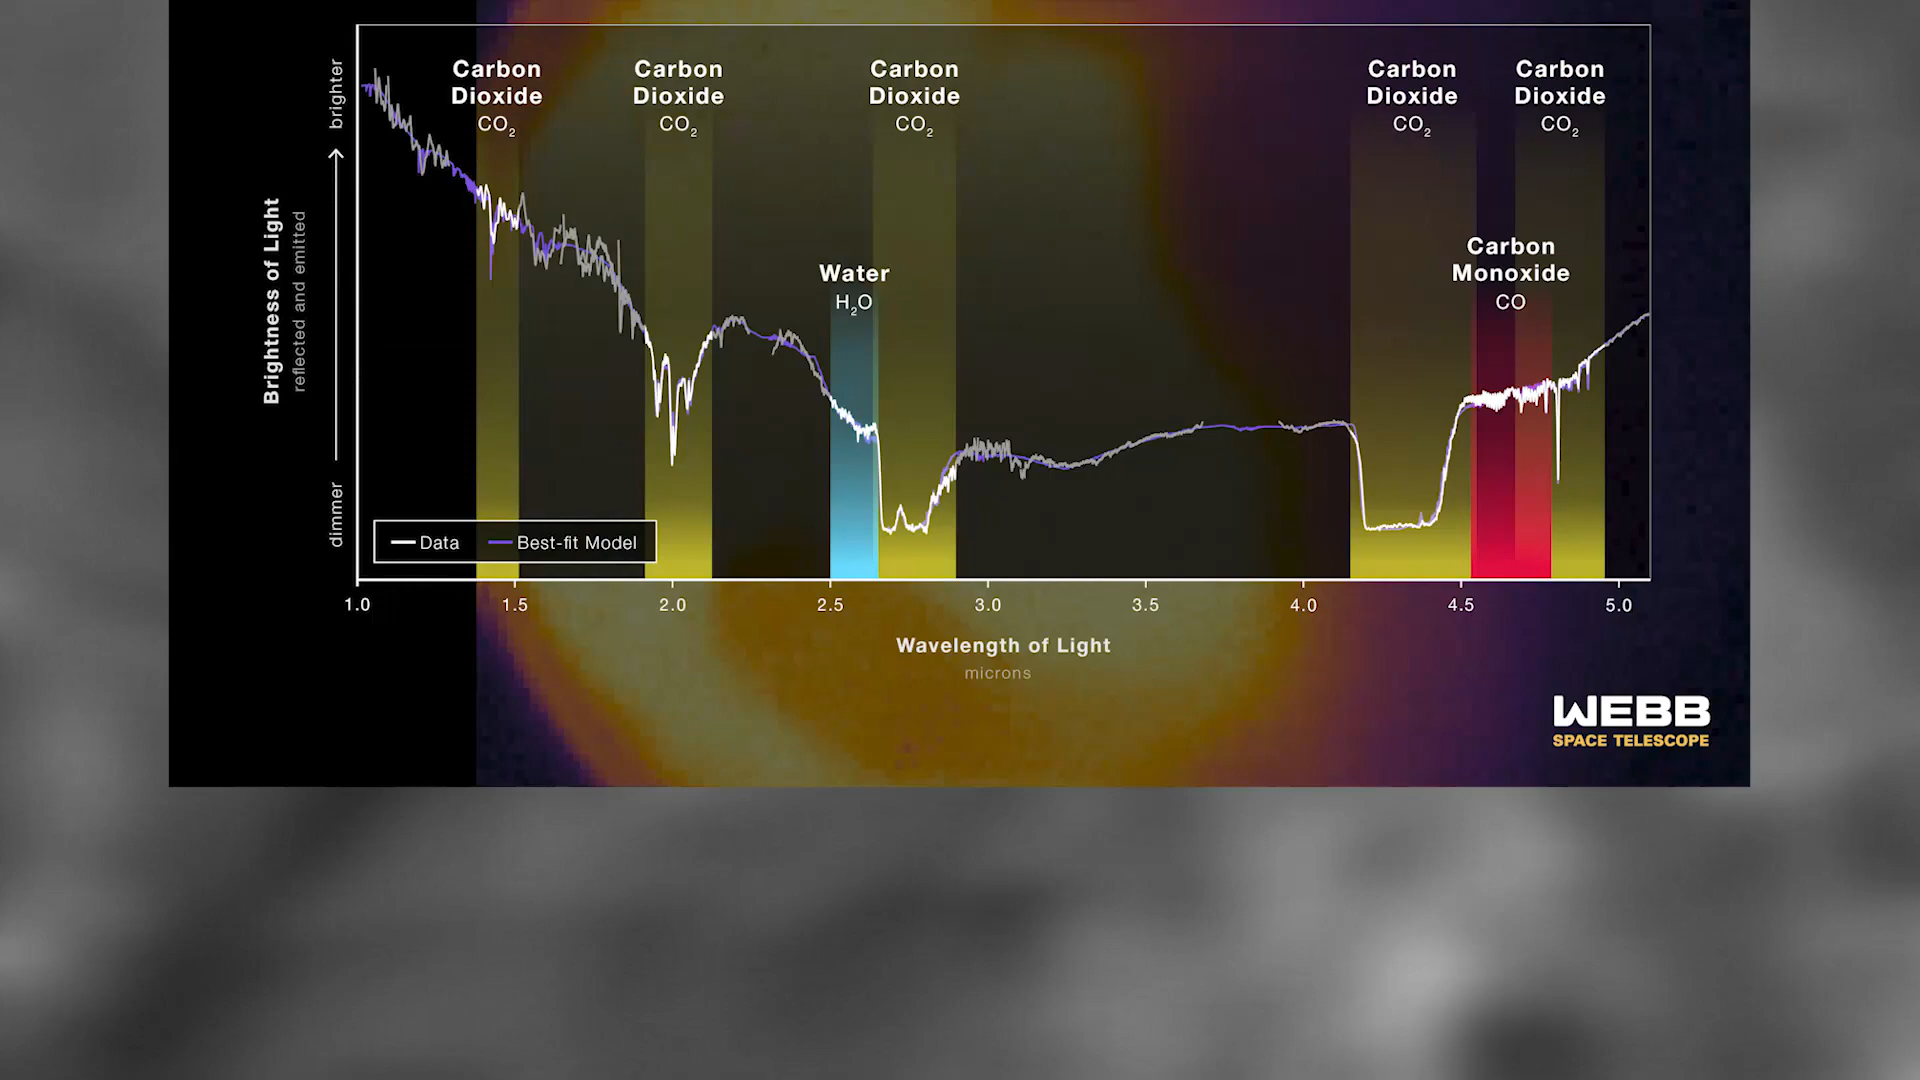 Carbon
Dioxide
CO₂
Carbon
Dioxide
CO₂
Carbon
Dioxide
CO₂
Carbon
Dioxide
CO₂
Carbon
Dioxide
CO₂
Water
H₂O
Carbon
Monoxide
CO
brighter
dimmer
Brightness of Light
reflected and emitted
Data
Best-fit Model
1.0
1.5
2.0
2.5
3.0
3.5
4.0
4.5
5.0
Wavelength of Light
microns
WEBB
SPACE TELESCOPE